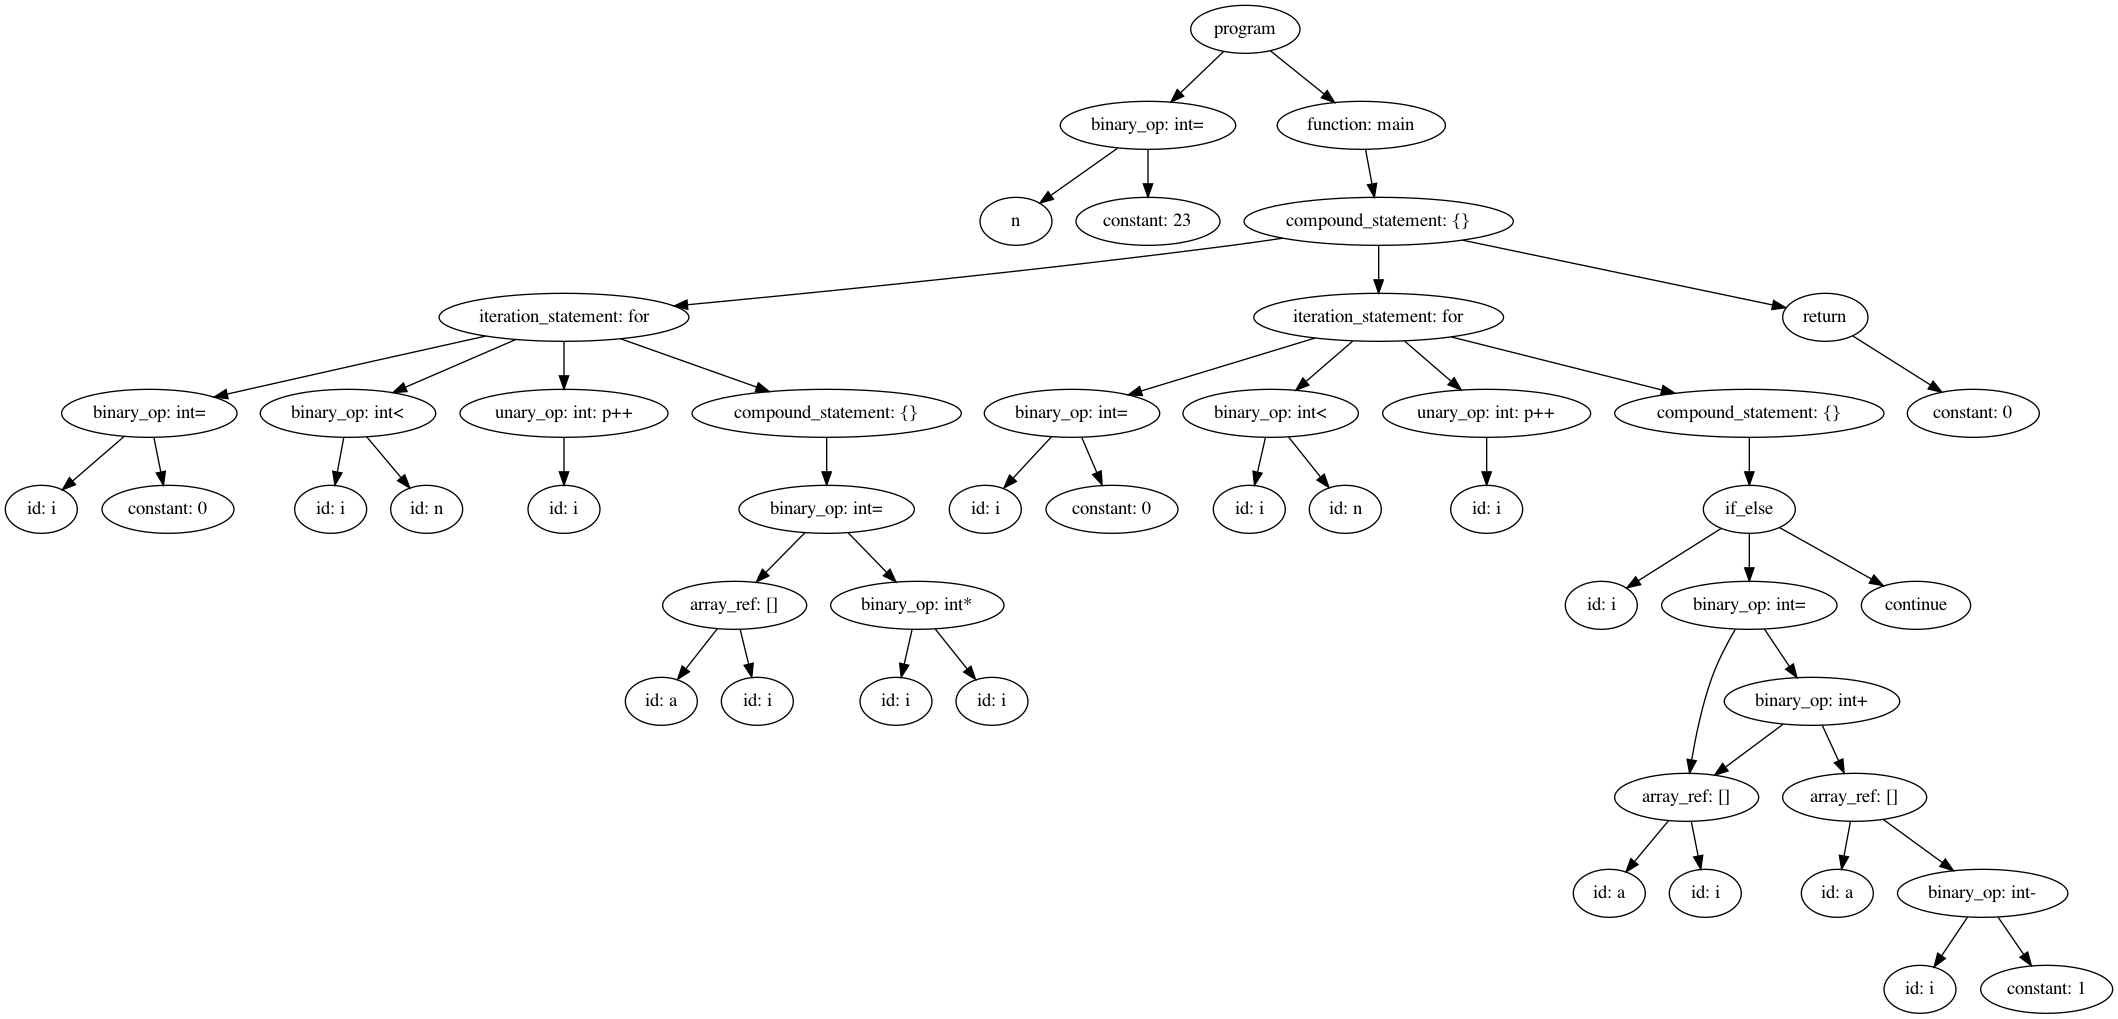 program
binary_op: int=
function: main
n
constant: 23
compound_statement: {}
iteration_statement: for
iteration_statement: for
return
binary_op: int=
binary_op: int<
unary_op: int: p++
compound_statement: {}
binary_op: int=
binary_op: int<
unary_op: int: p++
compound_statement: {}
constant: 0
id: i
constant: 0
id: i
id: n
id: i
binary_op: int=
id: i
constant: 0
id: i
id: n
id: i
if_else
array_ref: []
binary_op: int*
id: i
binary_op: int=
continue
id: a
id: i
id: i
id: i
binary_op: int+
array_ref: []
array_ref: []
id: a
id: i
id: a
binary_op: int-
id: i
constant: 1